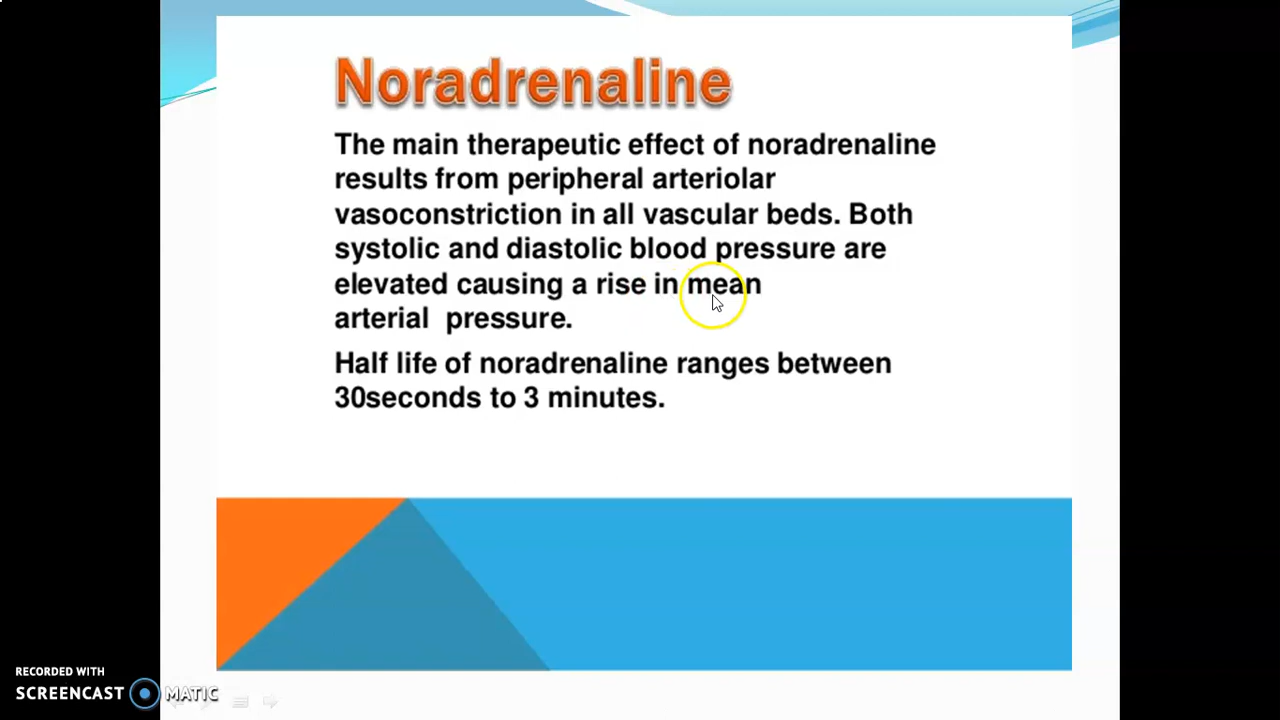 Noradrenaline
The main therapeutic effect of noradrenaline
results from peripheral arteriolar
vasoconstriction in all vascular beds. Both
systolic and diastolic blood pressure are
elevated causing a rise in mean
arterial  pressure.
Half life of noradrenaline ranges between
30seconds to 3 minutes.
RECORDED WITH
SCREENCAST MATIC